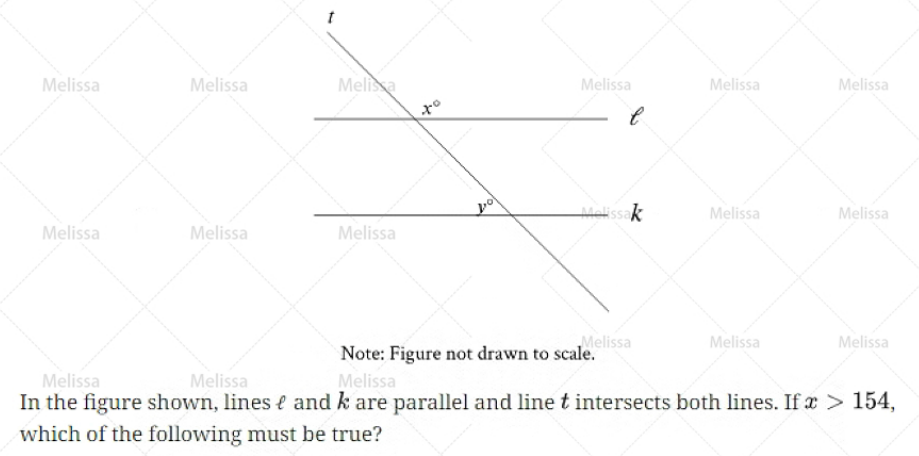 t
Melissa Melissa Melissa Melissa Melissa Melissa
x°
ℓ
y°
Melissa k Melissa Melissa
Melissa Melissa Melissa
Melissa Melissa Melissa
Note: Figure not drawn to scale.
Melissa Melissa Melissa
In the figure shown, lines ℓ and k are parallel and line t intersects both lines. If x > 154,
which of the following must be true?